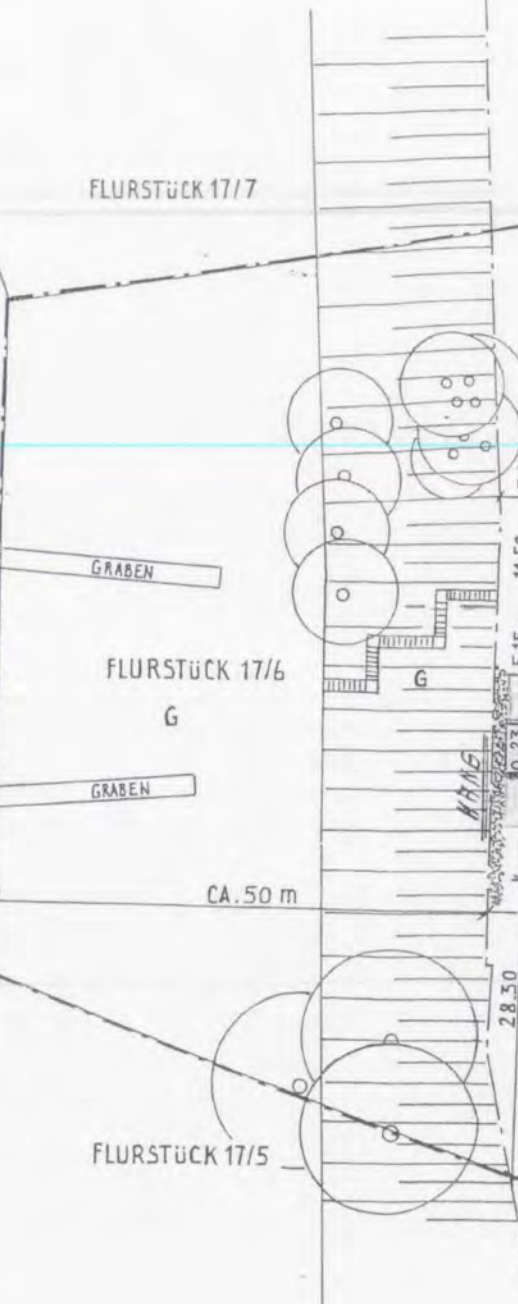 FLURSTÜCK 17/7
GRABEN
FLURSTÜCK 17/6
G
G
HANG
GRABEN
CA. 50 m
28.30
FLURSTÜCK 17/5